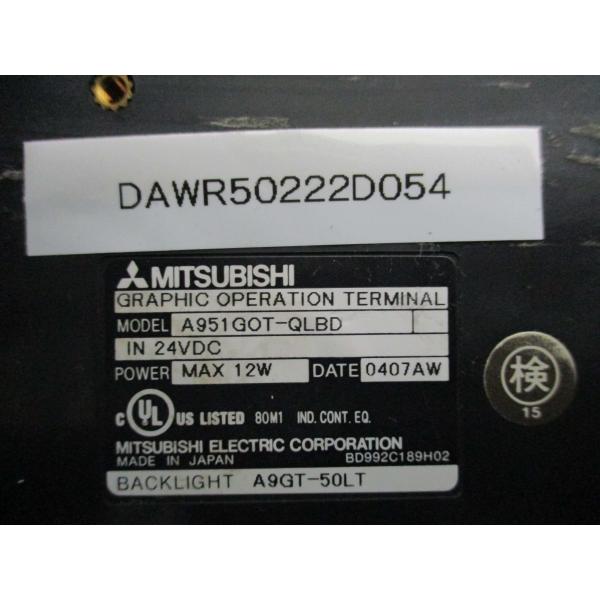 DAWR50222D054
MITSUBISHI
GRAPHIC OPERATION TERMINAL
MODEL A951GOT-QLBD
IN 24VDC
POWER MAX 12W DATE 0407AW
c UL US LISTED 80M1 IND. CONT. EQ.
MITSUBISHI ELECTRIC CORPORATION
MADE IN JAPAN BD992C189H02
BACKLIGHT A9GT-50LT
検
15